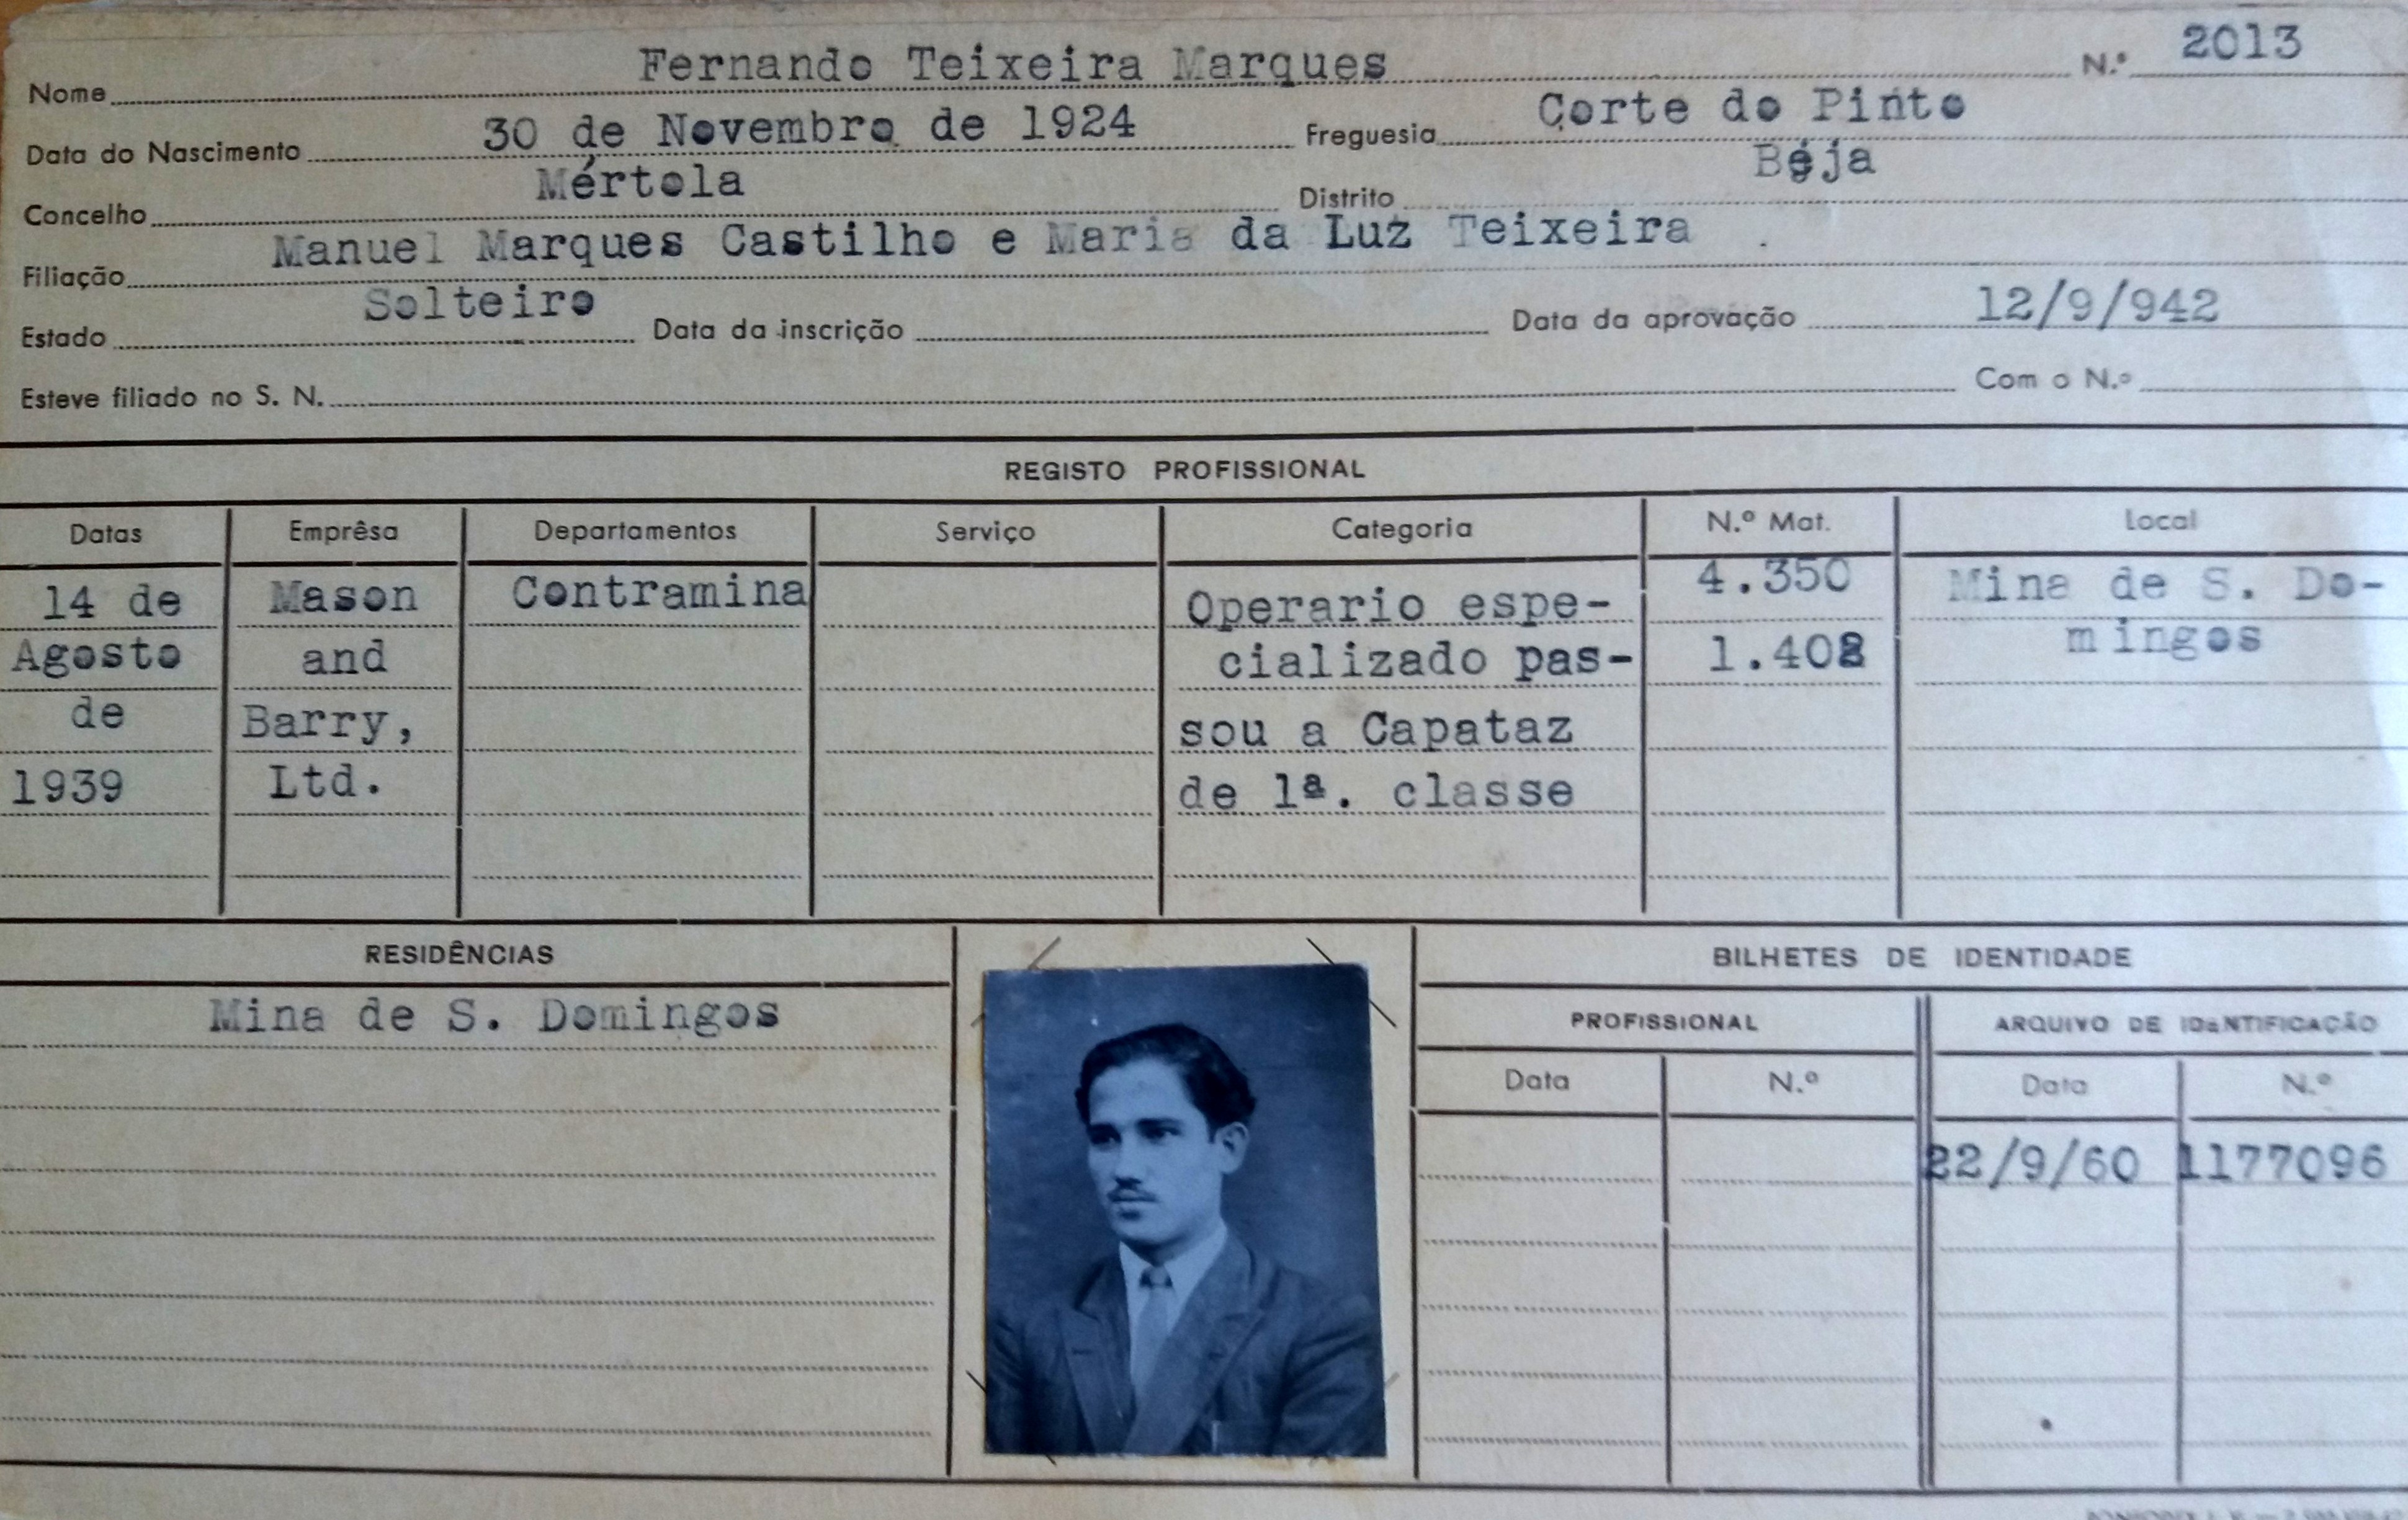 Nome Fernando Teixeira Marques N.º 2013
Data do Nascimento 30 de Novembro de 1924 Freguesia Corte do Pinto
Concelho Mértola Distrito Béja
Filiação Manuel Marques Castilho e Maria da Luz Teixeira
Estado Solteiro Data da inscrição Data da aprovação 12/9/942
Esteve filiado no S. N. Com o N.º
REGISTO PROFISSIONAL
Datas Emprêsa Departamentos Serviço Categoria N.º Mat. Local
14 de Mason Contramina Operario espe- 4.350 Mina de S. Do-
Agosto and cializado pas- 1.408 mingos
de Barry, sou a Capataz
1939 Ltd. de 1ª. classe
RESIDÊNCIAS BILHETES DE IDENTIDADE
Mina de S. Domingos PROFISSIONAL ARQUIVO DE IDENTIFICAÇÃO
Data N.º Data N.º
22/9/60 1177096